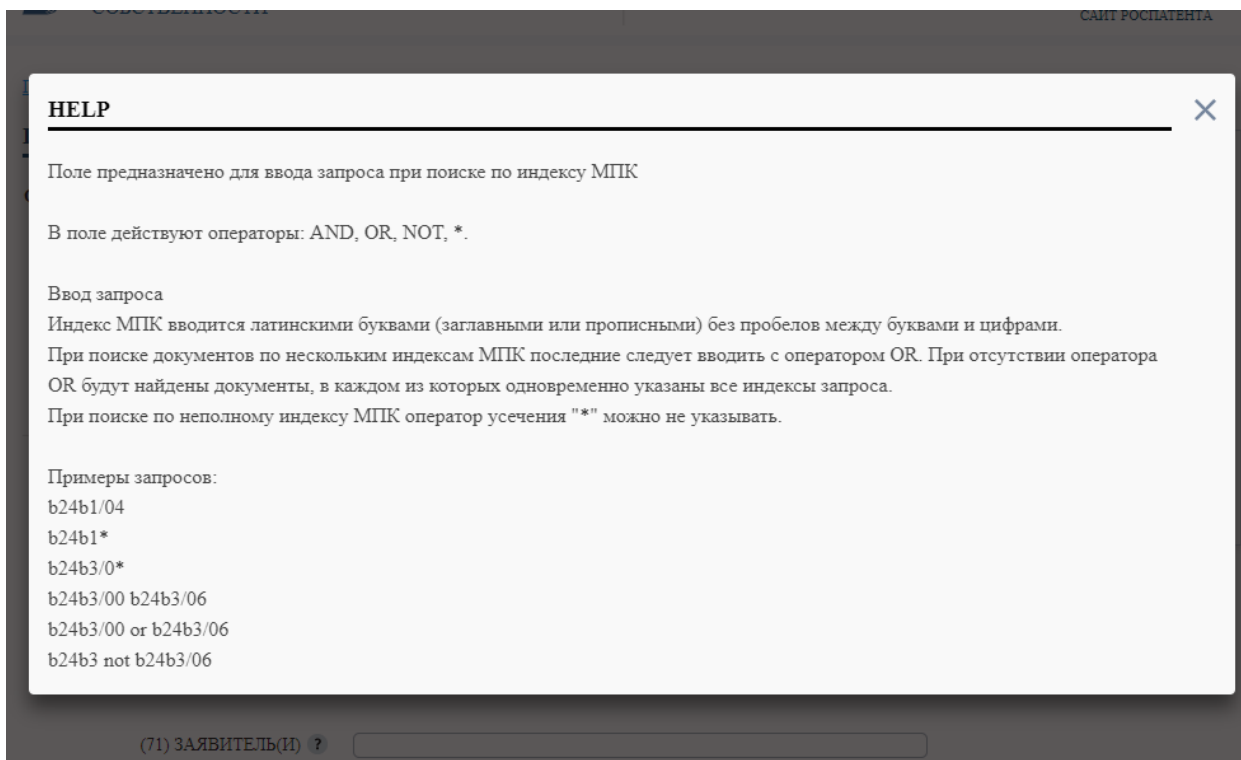 СОБСТВЕННОСТИ
САЙТ РОСПАТЕНТА
HELP
Поле предназначено для ввода запроса при поиске по индексу МПК
В поле действуют операторы: AND, OR, NOT, *.
Ввод запроса
Индекс МПК вводится латинскими буквами (заглавными или прописными) без пробелов между буквами и цифрами.
При поиске документов по нескольким индексам МПК последние следует вводить с оператором OR. При отсутствии оператора
OR будут найдены документы, в каждом из которых одновременно указаны все индексы запроса.
При поиске по неполному индексу МПК оператор усечения "*" можно не указывать.
Примеры запросов:
b24b1/04
b24b1*
b24b3/0*
b24b3/00 b24b3/06
b24b3/00 or b24b3/06
b24b3 not b24b3/06
(71) ЗАЯВИТЕЛЬ(И) ?